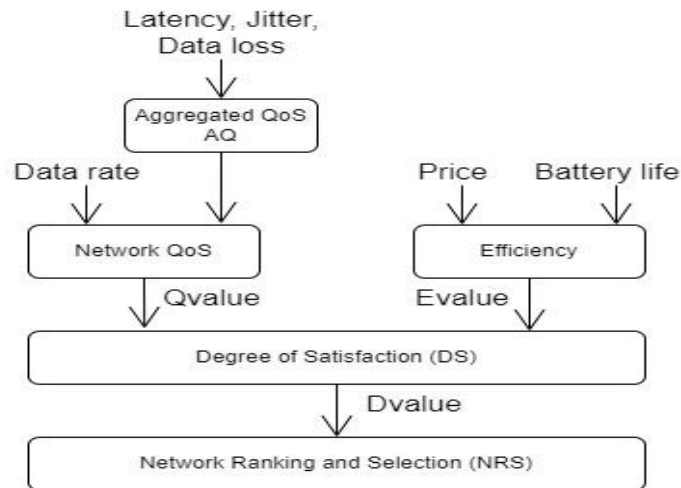 Latency, Jitter,
Data loss
Aggregated QoS
AQ
Data rate
Price
Battery life
Network QoS
Efficiency
Qvalue
Evalue
Degree of Satisfaction (DS)
Dvalue
Network Ranking and Selection (NRS)